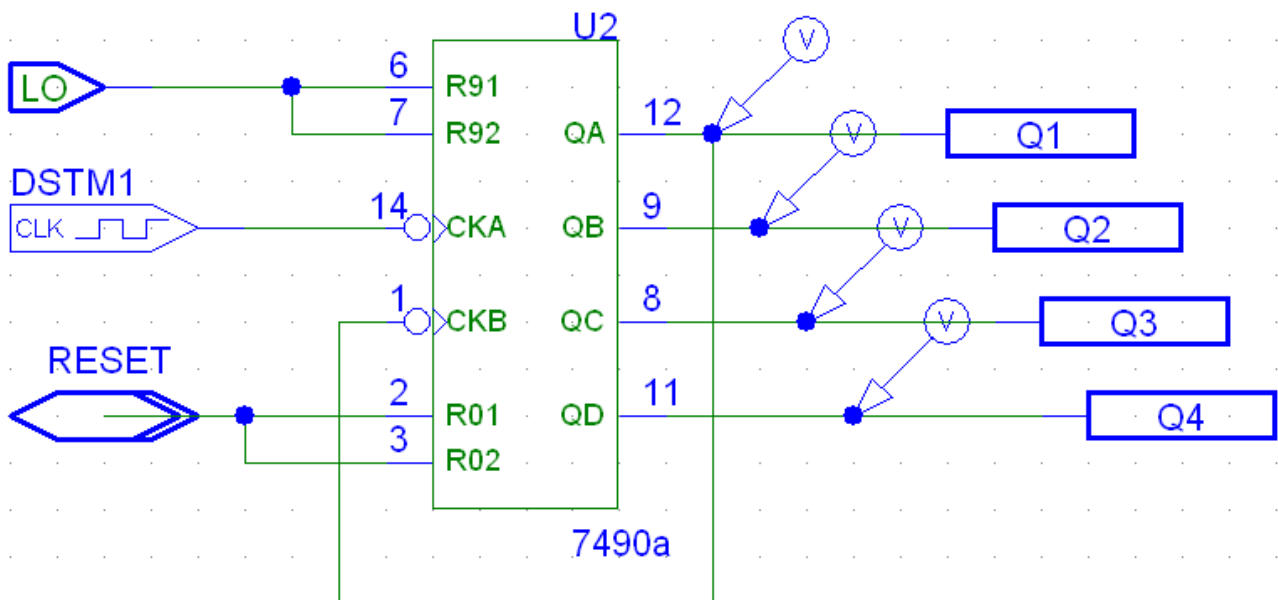 U2
V
6
R91
LO
7
R92
QA
12
V
Q1
DSTM1
CLK
14
CKA
QB
9
V
Q2
1
CKB
QC
8
V
Q3
RESET
2
R01
QD
11
Q4
3
R02
7490a